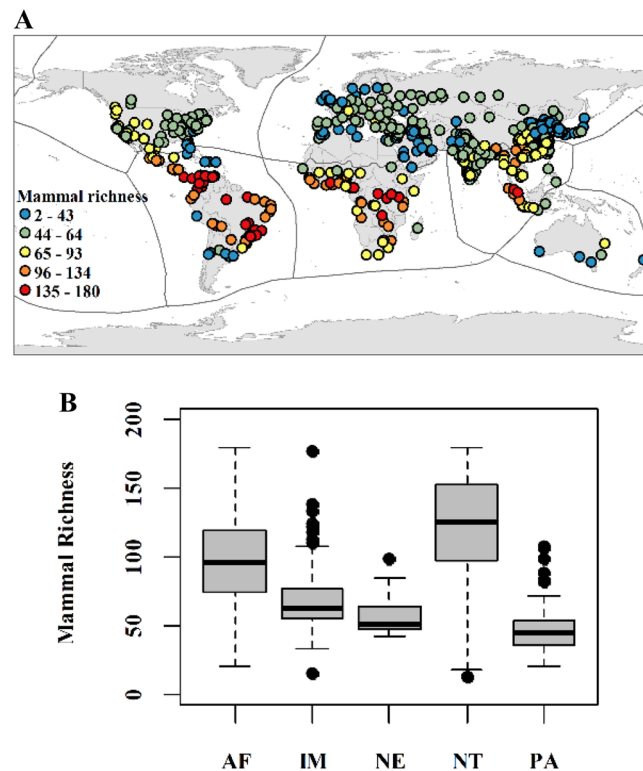 A
Mammal richness
2 - 43
44 - 64
65 - 93
96 - 134
135 - 180
B
Mammal Richness
200
150
100
50
0
AF IM NE NT PA